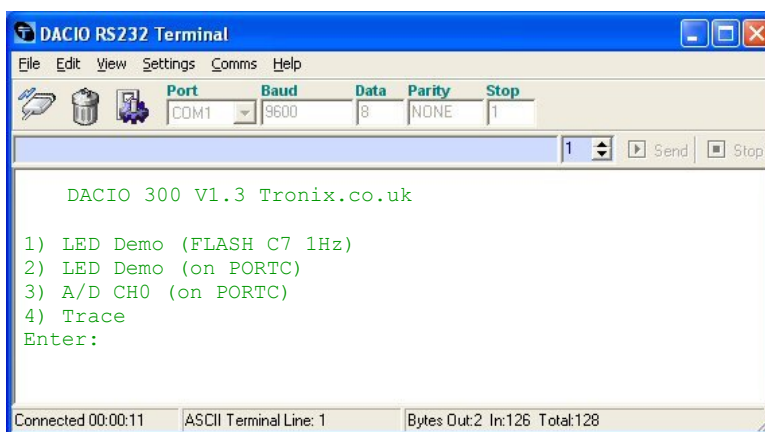 DACIO RS232 Terminal
File Edit View Settings Comms Help
Port Baud Data Parity Stop
COM1 9600 8 NONE 1
1 Send Stop
DACIO 300 V1.3 Tronix.co.uk
1) LED Demo (FLASH C7 1Hz)
2) LED Demo (on PORTC)
3) A/D CH0 (on PORTC)
4) Trace
Enter:
Connected 00:00:11 ASCII Terminal Line: 1 Bytes Out:2 In:126 Total:128